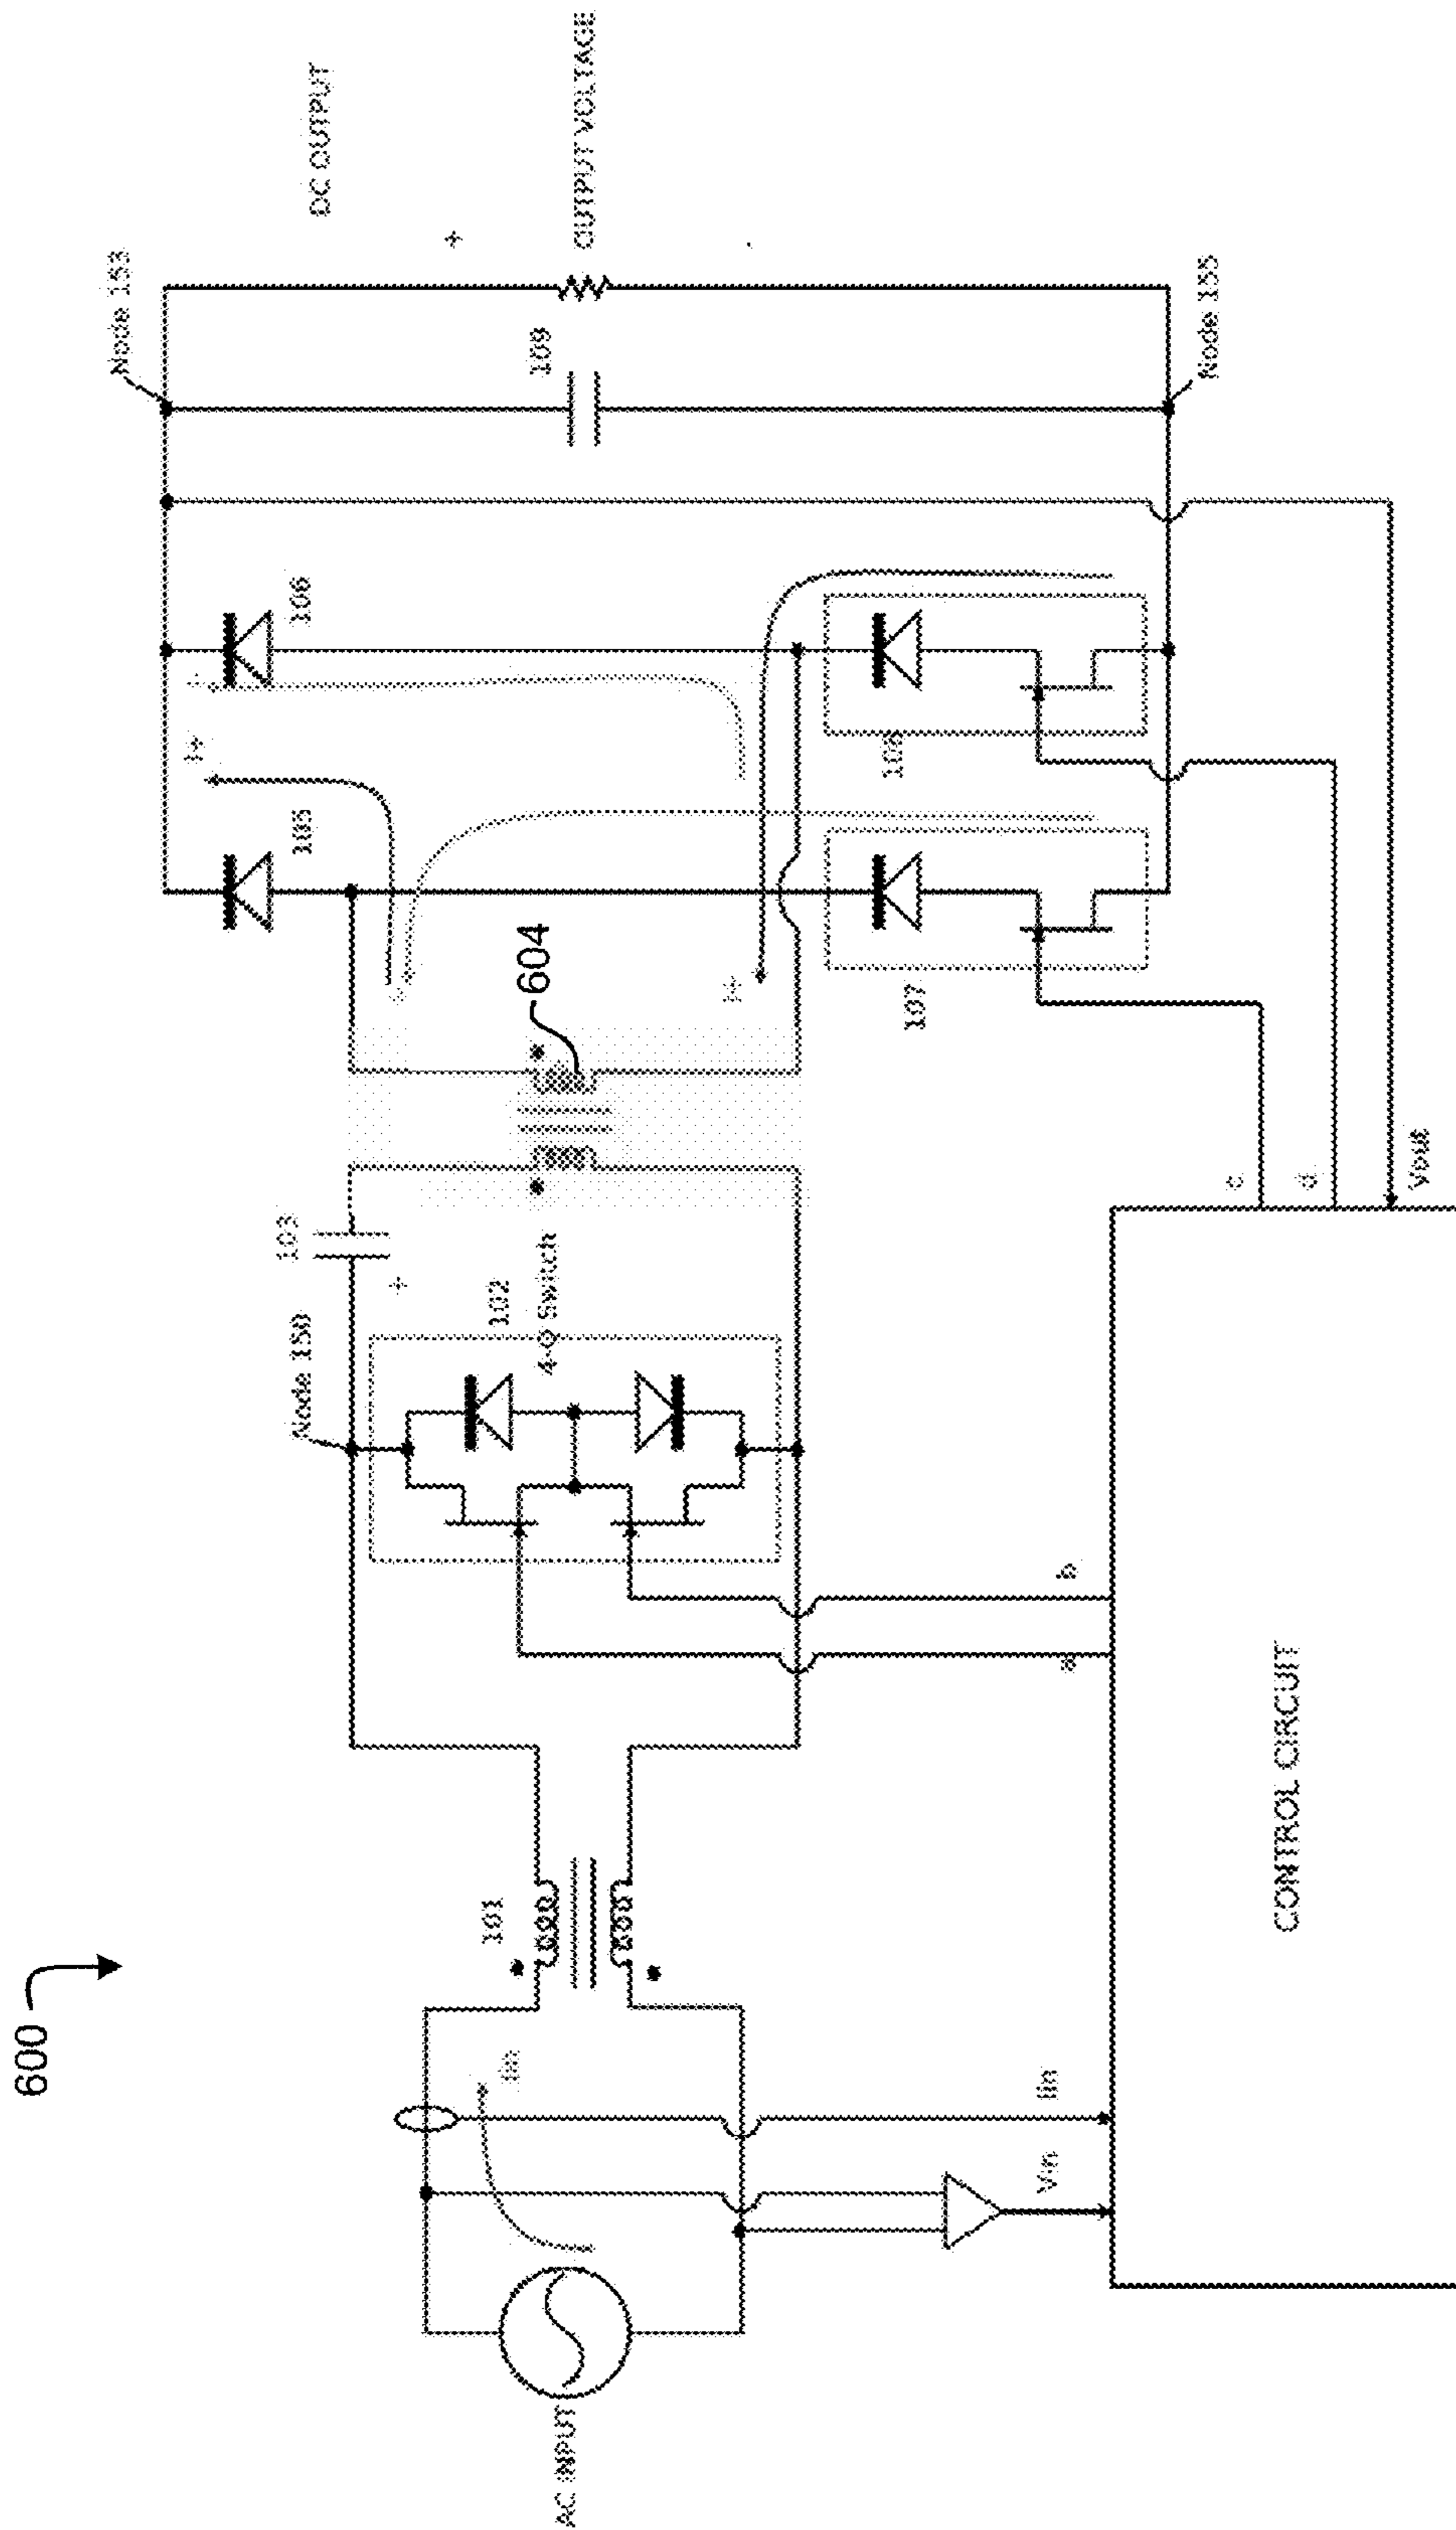 600
AC INPUT
Iin
101
Vin
Iin
a
b
CONTROL CIRCUIT
Node 150
102
4-Q Switch
103
+
604
I+
I+
105
106
107
108
c
d
Vout
109
Node 153
Node 155
DC OUTPUT
+
OUTPUT VOLTAGE
-